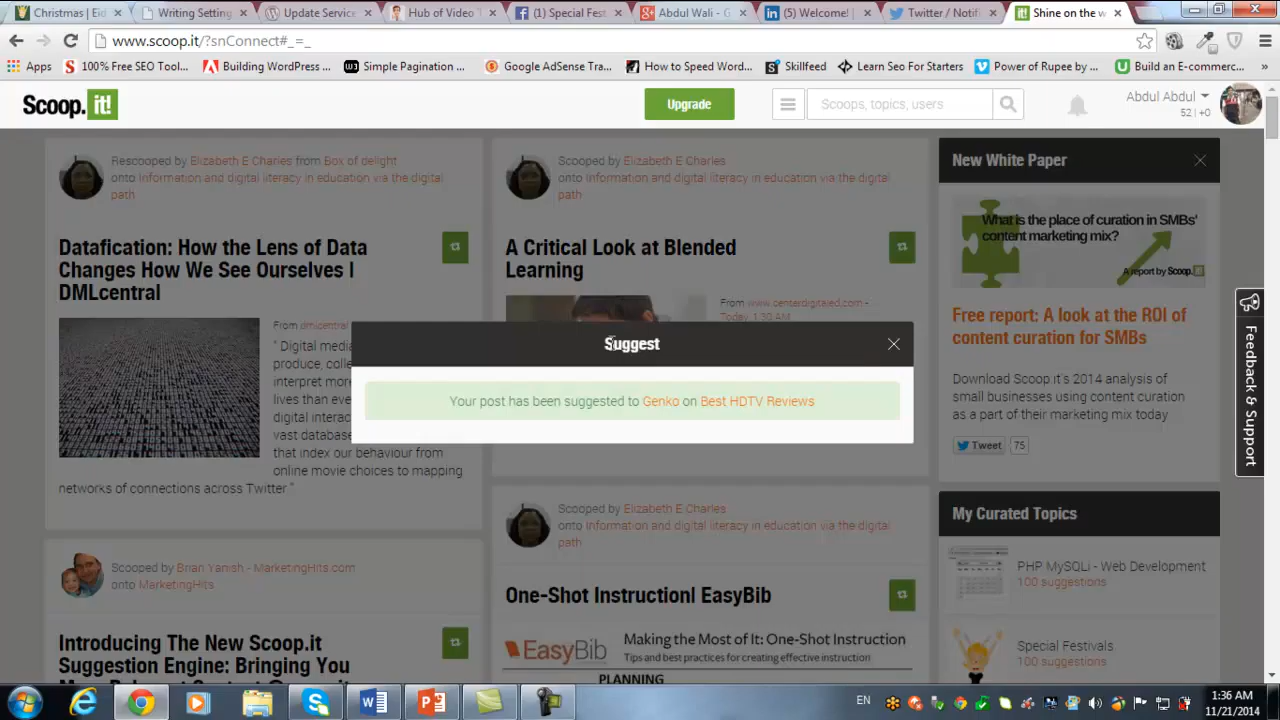 Christmas | Eid
Writing Setting
Update Service
Hub of Video T
(1) Special Fest
Abdul Wali - G
(5) Welcome!
Twitter / Notifi
Shine on the w
www.scoop.it/?snConnect#_=_
Apps
100% Free SEO Tool...
Building WordPress ...
Simple Pagination ...
Google AdSense Tra...
How to Speed Word...
Skillfeed
Learn Seo For Starters
Power of Rupee by ...
Build an E-commerc...
Scoop.it!
Upgrade
Scoops, topics, users
Abdul Abdul
52 | +0
Rescooped by Elizabeth E Charles from Box of delight
onto Information and digital literacy in education via the digital
path
Datafication: How the Lens of Data
Changes How We See Ourselves |
DMLcentral
From dmlcentral
" Digital media
produce, colle
interpret more
lives than eve
digital interac
vast database
that index our behaviour from
online movie choices to mapping
networks of connections across Twitter "
Scooped by Brian Yanish - MarketingHits.com
onto MarketingHits
Introducing The New Scoop.it
Suggestion Engine: Bringing You
Scooped by Elizabeth E Charles
onto Information and digital literacy in education via the digital
path
A Critical Look at Blended
Learning
From www.centerdigitaled.com -
Today, 1:30 AM
Suggest
Your post has been suggested to Genko on Best HDTV Reviews
Scooped by Elizabeth E Charles
onto Information and digital literacy in education via the digital
path
One-Shot Instruction| EasyBib
EasyBib
Making the Most of It: One-Shot Instruction
Tips and best practices for creating effective instruction
PLANNING
New White Paper
What is the place of curation in SMBs'
content marketing mix?
A report by Scoop.it
Free report: A look at the ROI of
content curation for SMBs
Download Scoop.it's 2014 analysis of
small businesses using content curation
as a part of their marketing mix today
Tweet 75
My Curated Topics
PHP MySQLi - Web Development
100 suggestions
Special Festivals
100 suggestions
Feedback & Support
EN
1:36 AM
11/21/2014